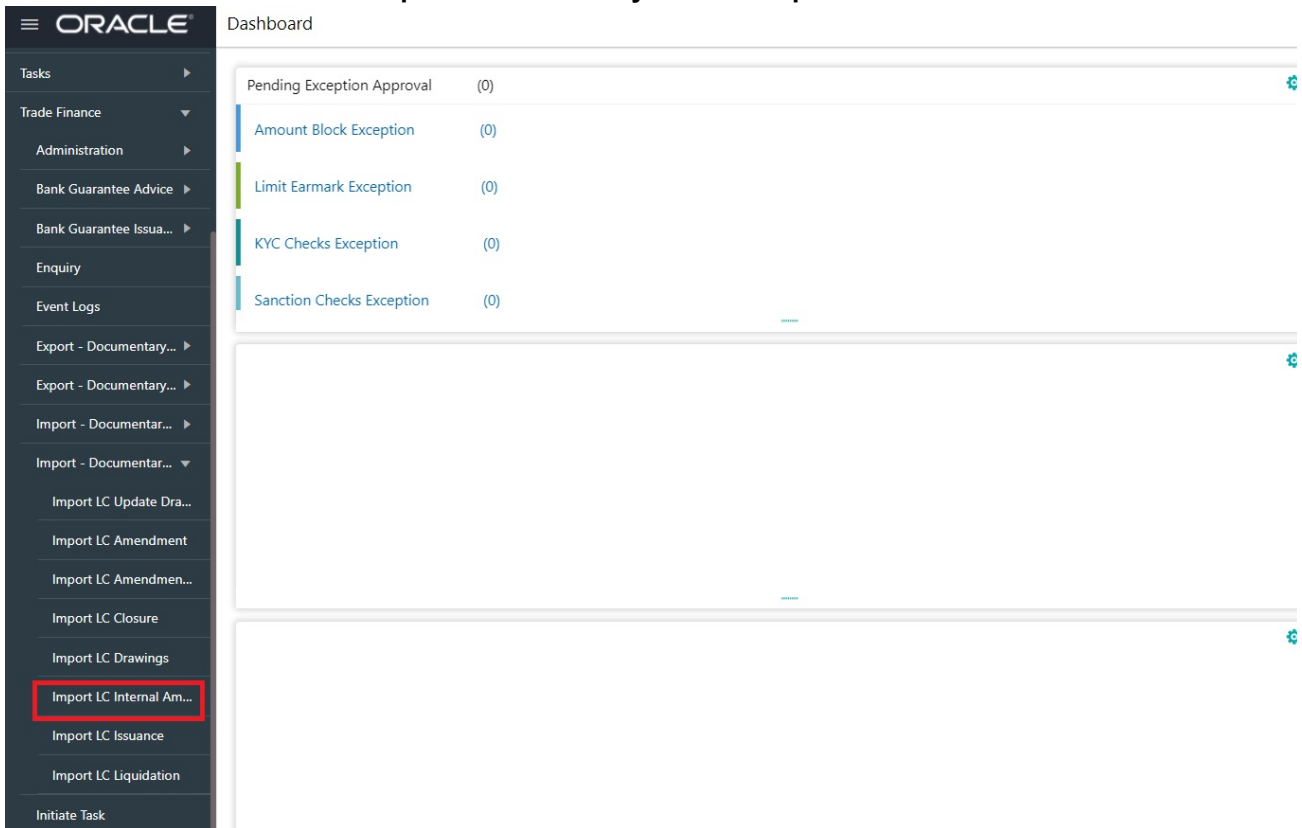 ORACLE
Dashboard
Tasks
Trade Finance
Administration
Bank Guarantee Advice
Bank Guarantee Issua...
Enquiry
Event Logs
Export - Documentary...
Export - Documentary...
Import - Documentar...
Import - Documentar...
Import LC Update Dra...
Import LC Amendment
Import LC Amendmen...
Import LC Closure
Import LC Drawings
Import LC Internal Am...
Import LC Issuance
Import LC Liquidation
Initiate Task
Pending Exception Approval (0)
Amount Block Exception (0)
Limit Earmark Exception (0)
KYC Checks Exception (0)
Sanction Checks Exception (0)